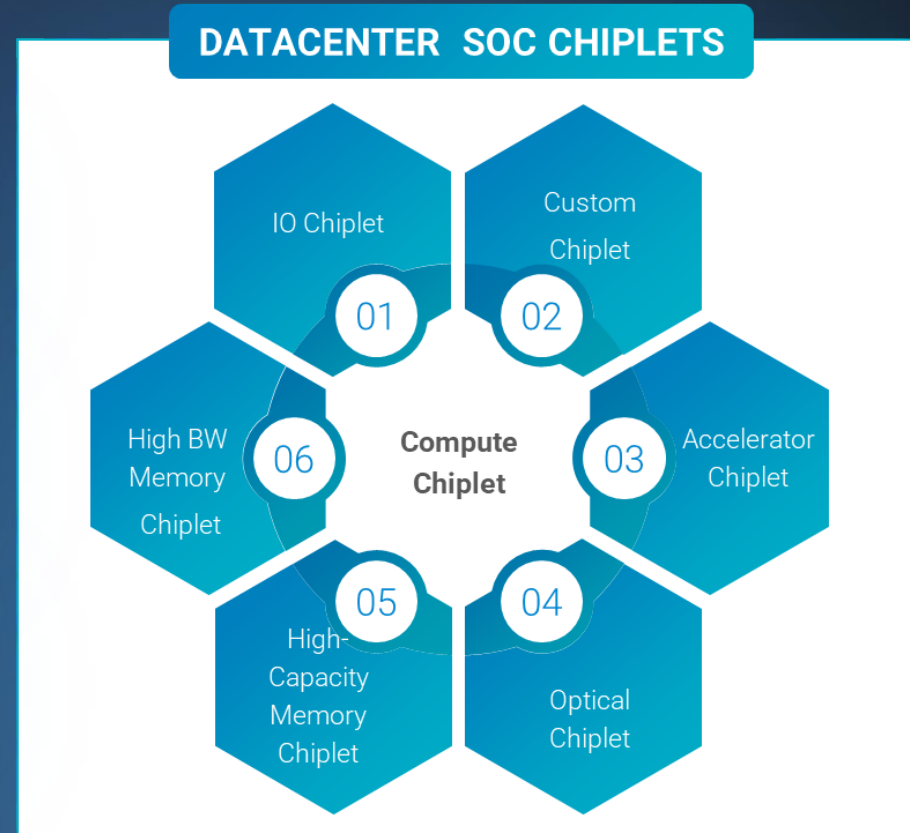 DATACENTER SOC CHIPLETS
IO Chiplet
01
Custom
Chiplet
02
Accelerator
Chiplet
03
Optical
Chiplet
04
High-
Capacity
Memory
Chiplet
05
High BW
Memory
Chiplet
06
Compute
Chiplet